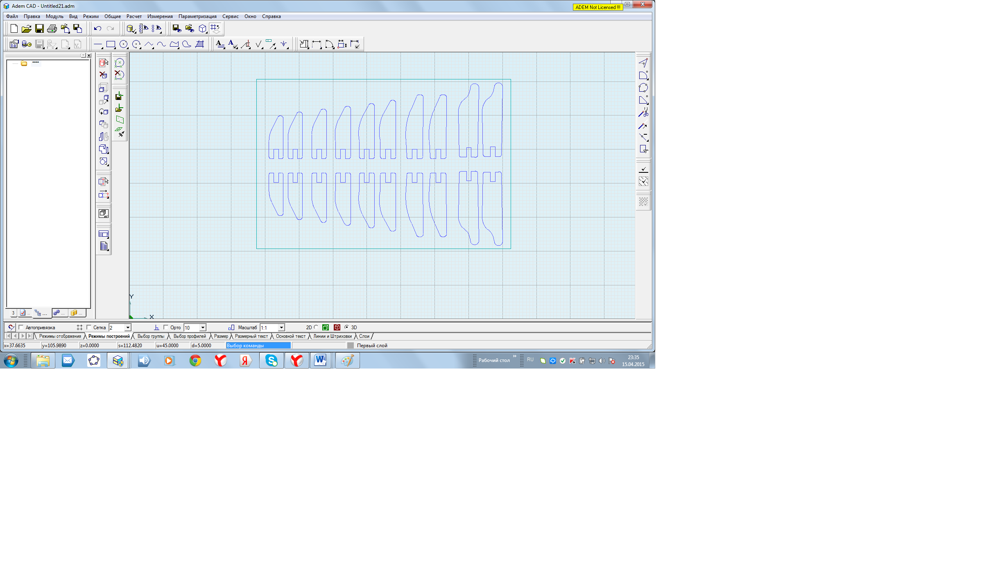 Adem CAD - Untitled21.adm
ADEM Not Licensed !!!
Файл Правка Модуль Вид Режим Общие Расчет Измерения Параметризация Сервис Окно Справка
****
Y
X
3 .. ... ... ...
Автопривязка Сетка 2 Орто 10 Масштаб 1:1 2D 3D
Режимы отображения Режимы построений Выбор группы Выбор профилей Размер Размерный текст Основной текст Линии и Штриховки Слои
x=37.6635 y=105.9890 z=0.0000 s=112.4820 u=45.0000 d=5.0000 Выбор команды Первый слой
Рабочий стол » RU 23:35
15.04.2015